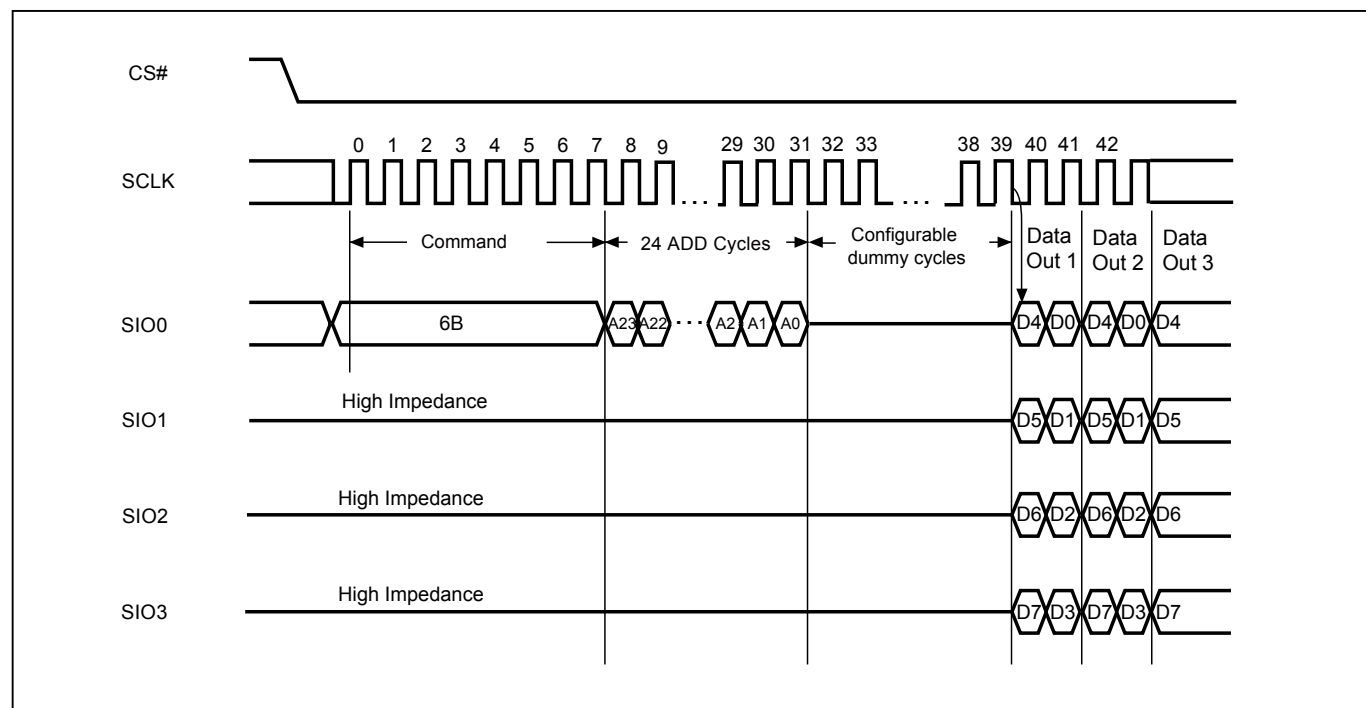 CS#
0 1 2 3 4 5 6 7 8 9 29 30 31 32 33 38 39 40 41 42
SCLK
. . . . . .
Command 24 ADD Cycles Configurable dummy cycles Data Out 1 Data Out 2 Data Out 3
SIO0 6B A23 A22 . . . A2 A1 A0 D4 D0 D4 D0 D4
High Impedance
SIO1 D5 D1 D5 D1 D5
High Impedance
SIO2 D6 D2 D6 D2 D6
High Impedance
SIO3 D7 D3 D7 D3 D7